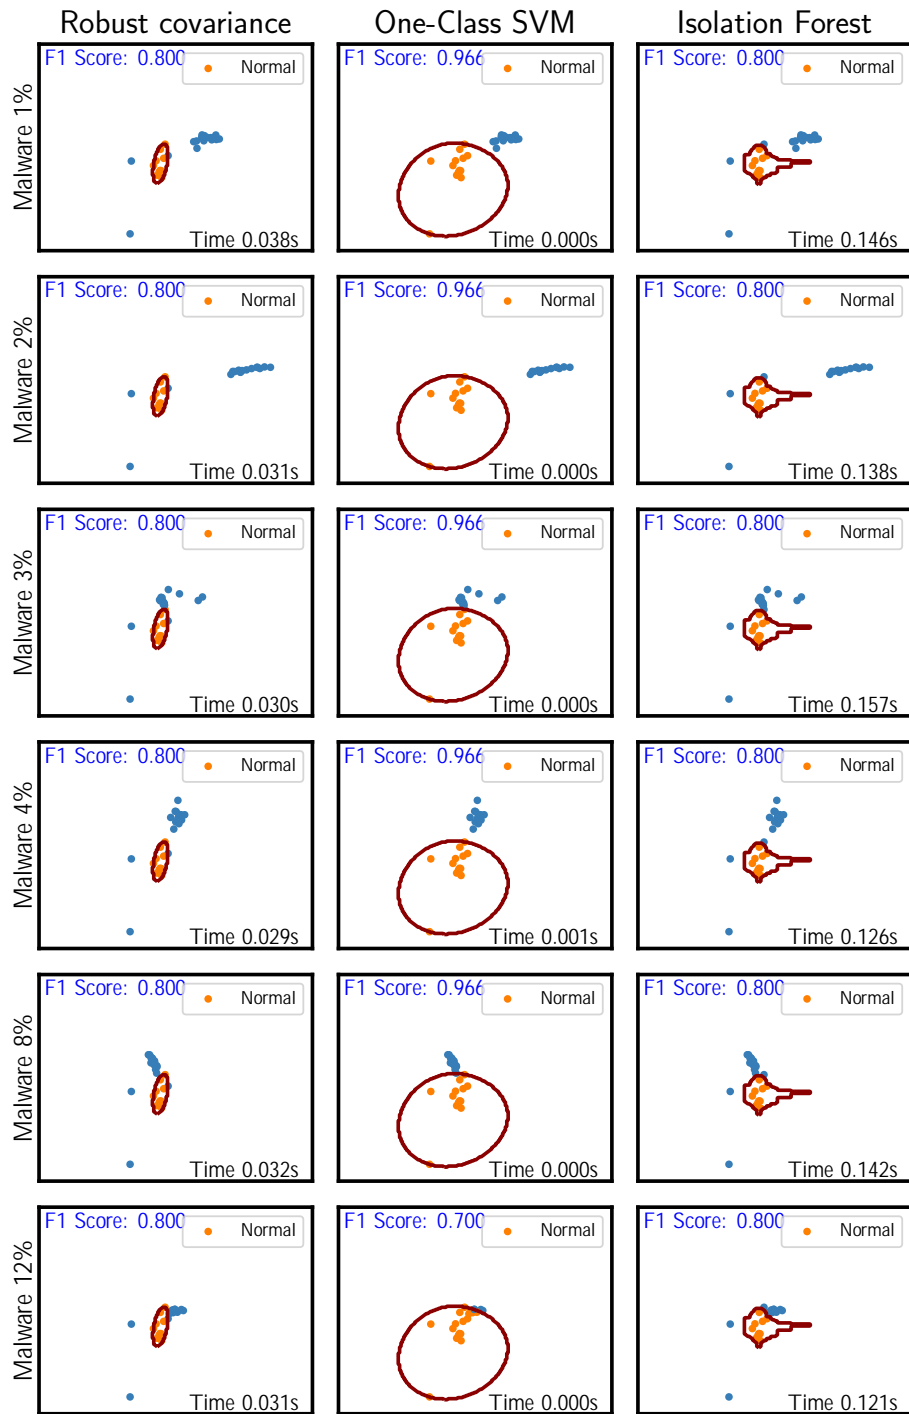 Robust covariance One-Class SVM Isolation Forest
Malware 1%
F1 Score: 0.800 Normal Time 0.038s
F1 Score: 0.966 Normal Time 0.000s
F1 Score: 0.800 Normal Time 0.146s
Malware 2%
F1 Score: 0.800 Normal Time 0.031s
F1 Score: 0.966 Normal Time 0.000s
F1 Score: 0.800 Normal Time 0.138s
Malware 3%
F1 Score: 0.800 Normal Time 0.030s
F1 Score: 0.966 Normal Time 0.000s
F1 Score: 0.800 Normal Time 0.157s
Malware 4%
F1 Score: 0.800 Normal Time 0.029s
F1 Score: 0.966 Normal Time 0.001s
F1 Score: 0.800 Normal Time 0.126s
Malware 8%
F1 Score: 0.800 Normal Time 0.032s
F1 Score: 0.966 Normal Time 0.000s
F1 Score: 0.800 Normal Time 0.142s
Malware 12%
F1 Score: 0.800 Normal Time 0.031s
F1 Score: 0.700 Normal Time 0.000s
F1 Score: 0.800 Normal Time 0.121s